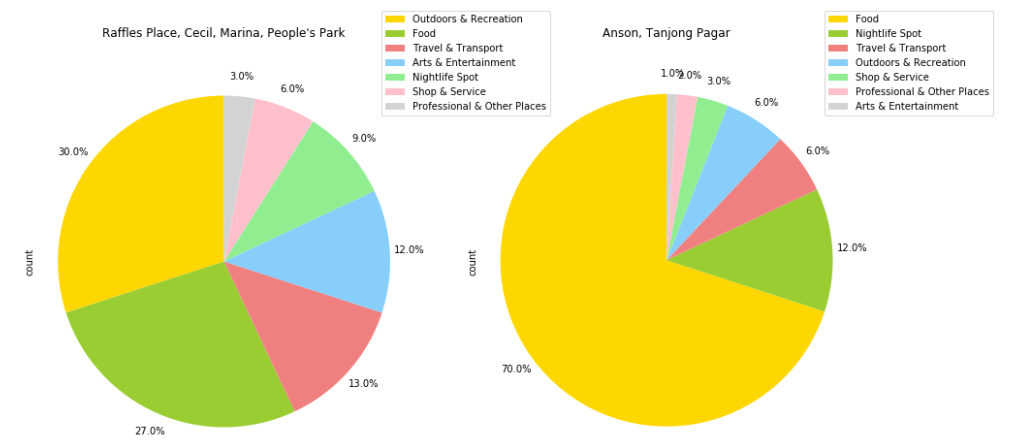 Raffles Place, Cecil, Marina, People's Park
Outdoors & Recreation
Food
Travel & Transport
Arts & Entertainment
Nightlife Spot
Shop & Service
Professional & Other Places
3.0%
6.0%
9.0%
30.0%
12.0%
count
13.0%
27.0%
Anson, Tanjong Pagar
Food
Nightlife Spot
Travel & Transport
Outdoors & Recreation
Shop & Service
Professional & Other Places
Arts & Entertainment
1.0%
2.0%
3.0%
6.0%
6.0%
12.0%
count
70.0%